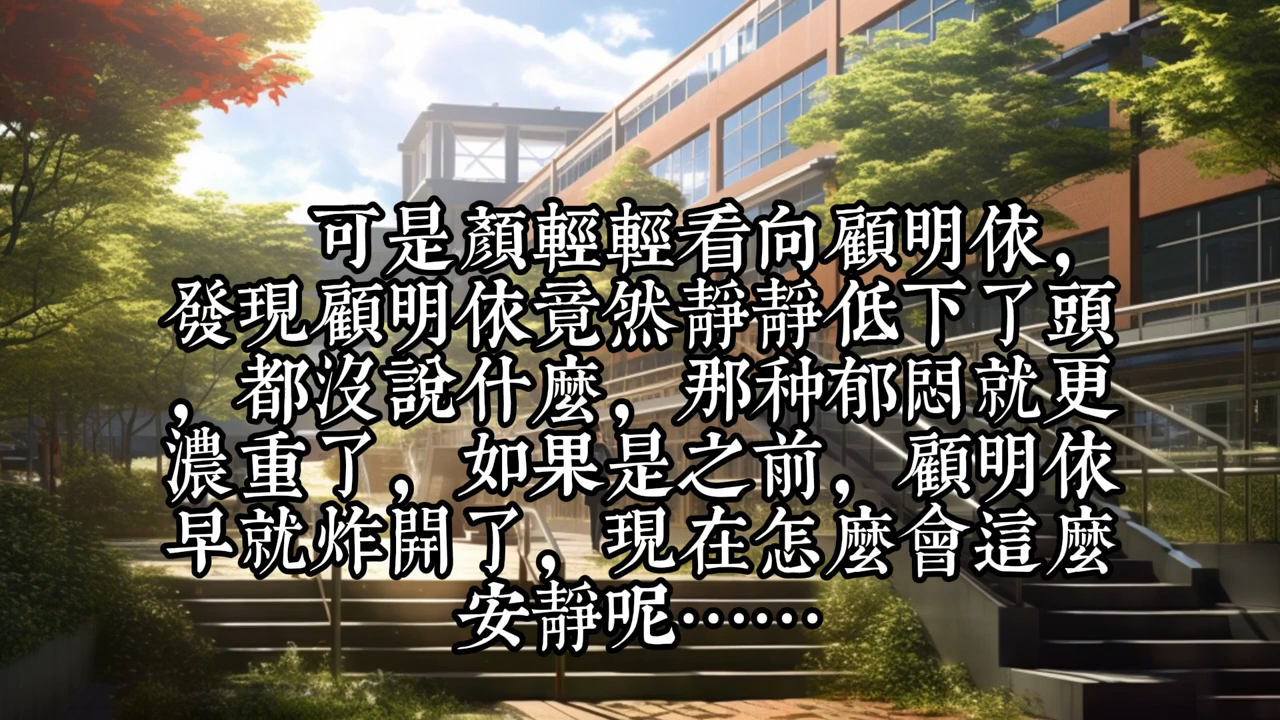 可是顏輕輕看向顧明依，
發現顧明依竟然靜靜低下了頭
，都沒說什麼，那种郁悶就更
濃重了，如果是之前，顧明依
早就炸開了，現在怎麼會這麼
安靜呢⋯⋯